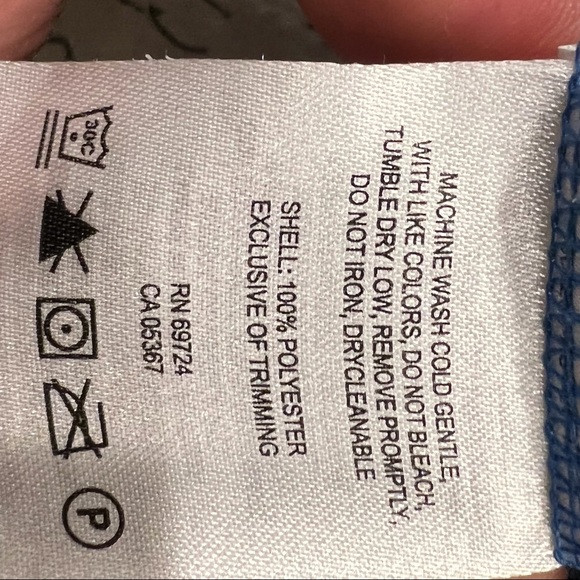 MACHINE WASH COLD GENTLE,
WITH LIKE COLORS, DO NOT BLEACH,
TUMBLE DRY LOW, REMOVE PROMPTLY,
DO NOT IRON, DRYCLEANABLE
SHELL: 100% POLYESTER
EXCLUSIVE OF TRIMMING
RN 69724
CA 05367
30C
P